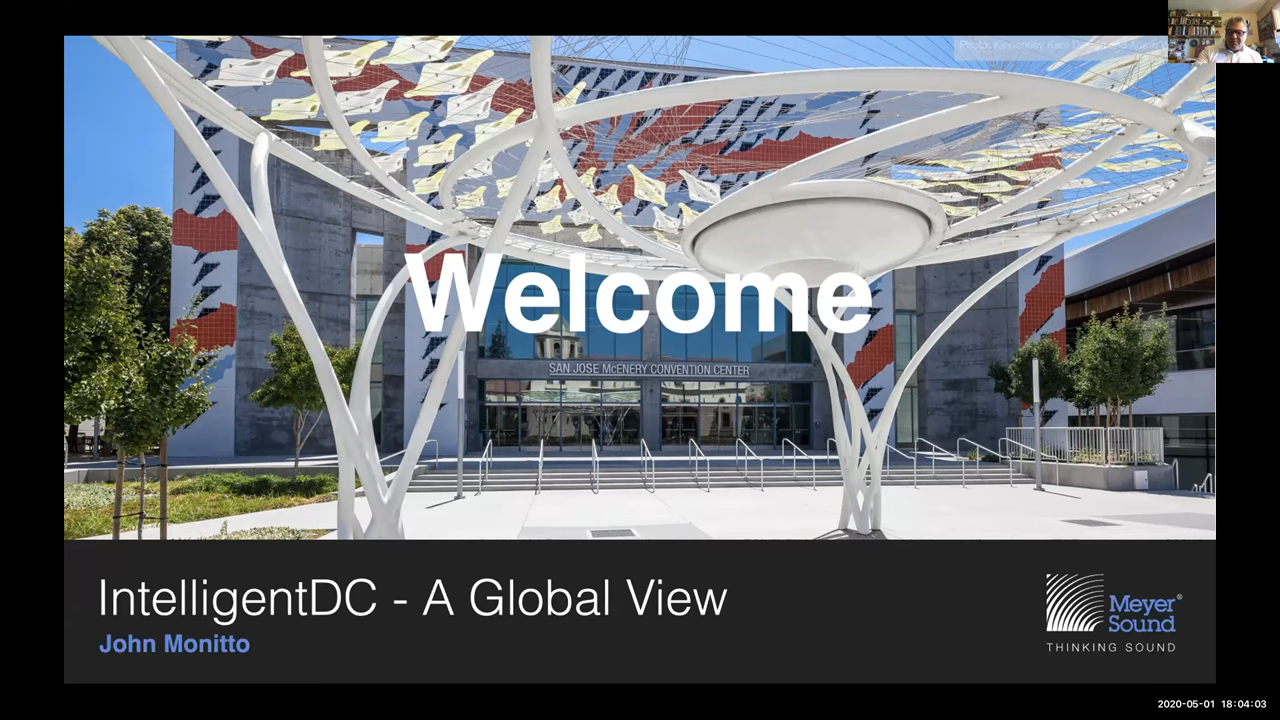 Welcome
SAN JOSE McENERY CONVENTION CENTER
IntelligentDC - A Global View
John Monitto
Meyer
Sound®
THINKING SOUND
2020-05-01 18:04:03